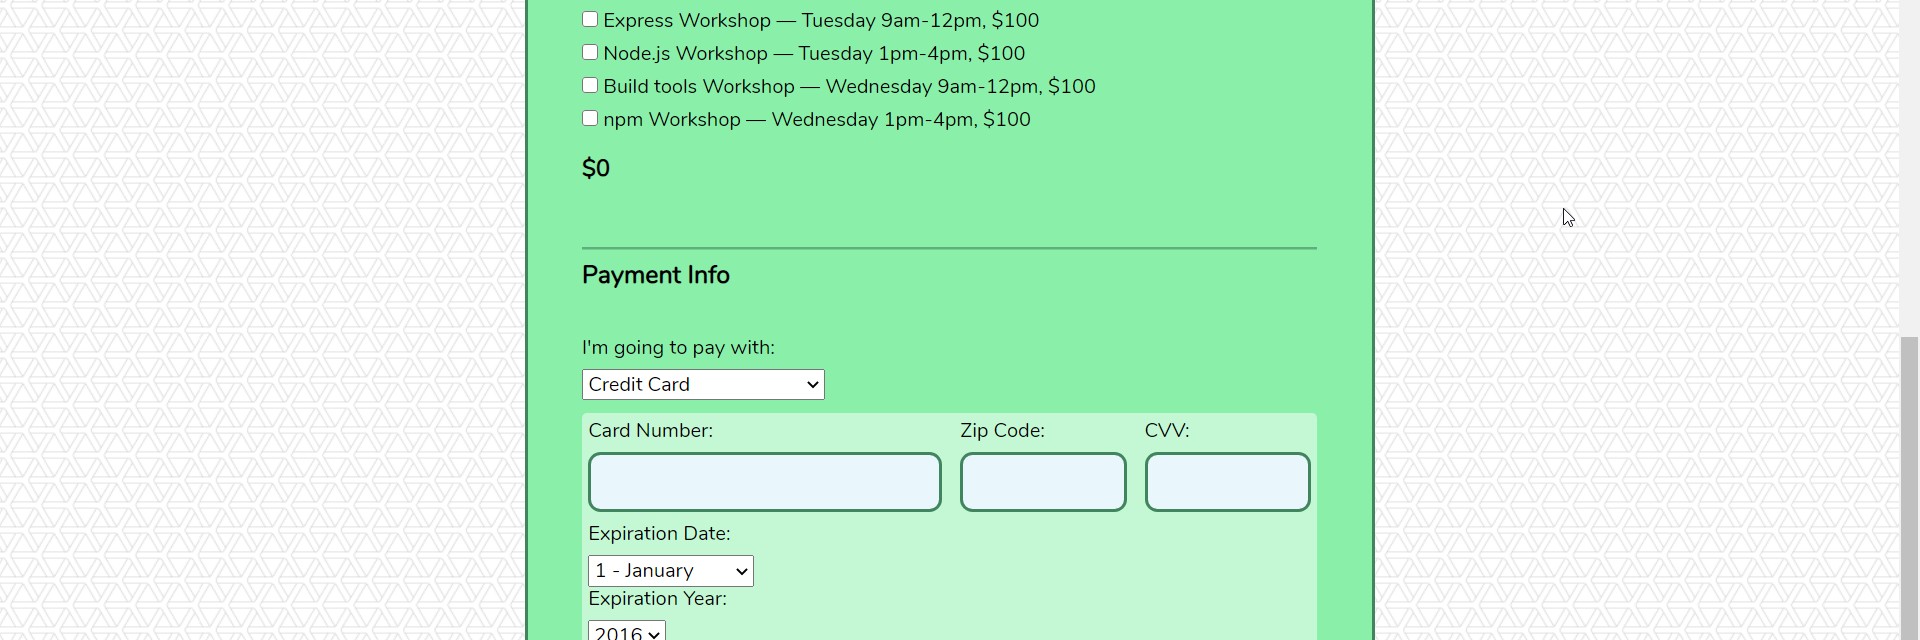 Express Workshop — Tuesday 9am-12pm, $100
Node.js Workshop — Tuesday 1pm-4pm, $100
Build tools Workshop — Wednesday 9am-12pm, $100
npm Workshop — Wednesday 1pm-4pm, $100
$0
Payment Info
I'm going to pay with:
Credit Card
Card Number: Zip Code: CVV:
Expiration Date:
1 - January
Expiration Year:
2016